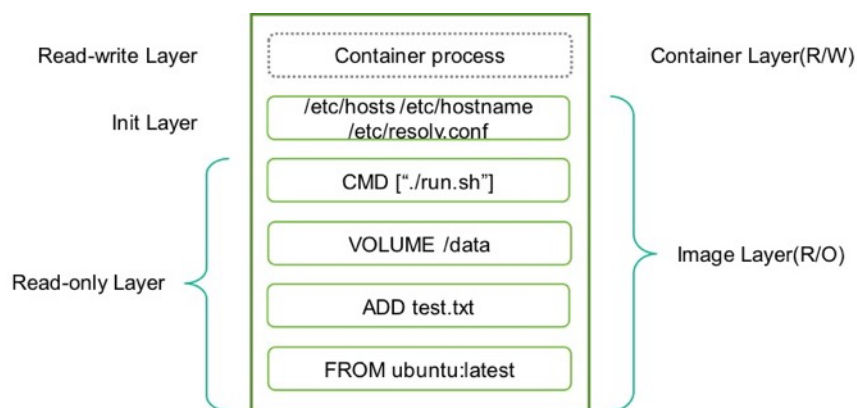 Read-write Layer
Container process
Container Layer(R/W)
Init Layer
/etc/hosts /etc/hostname
/etc/resolv.conf
CMD [“./run.sh”]
VOLUME /data
Read-only Layer
Image Layer(R/O)
ADD test.txt
FROM ubuntu:latest